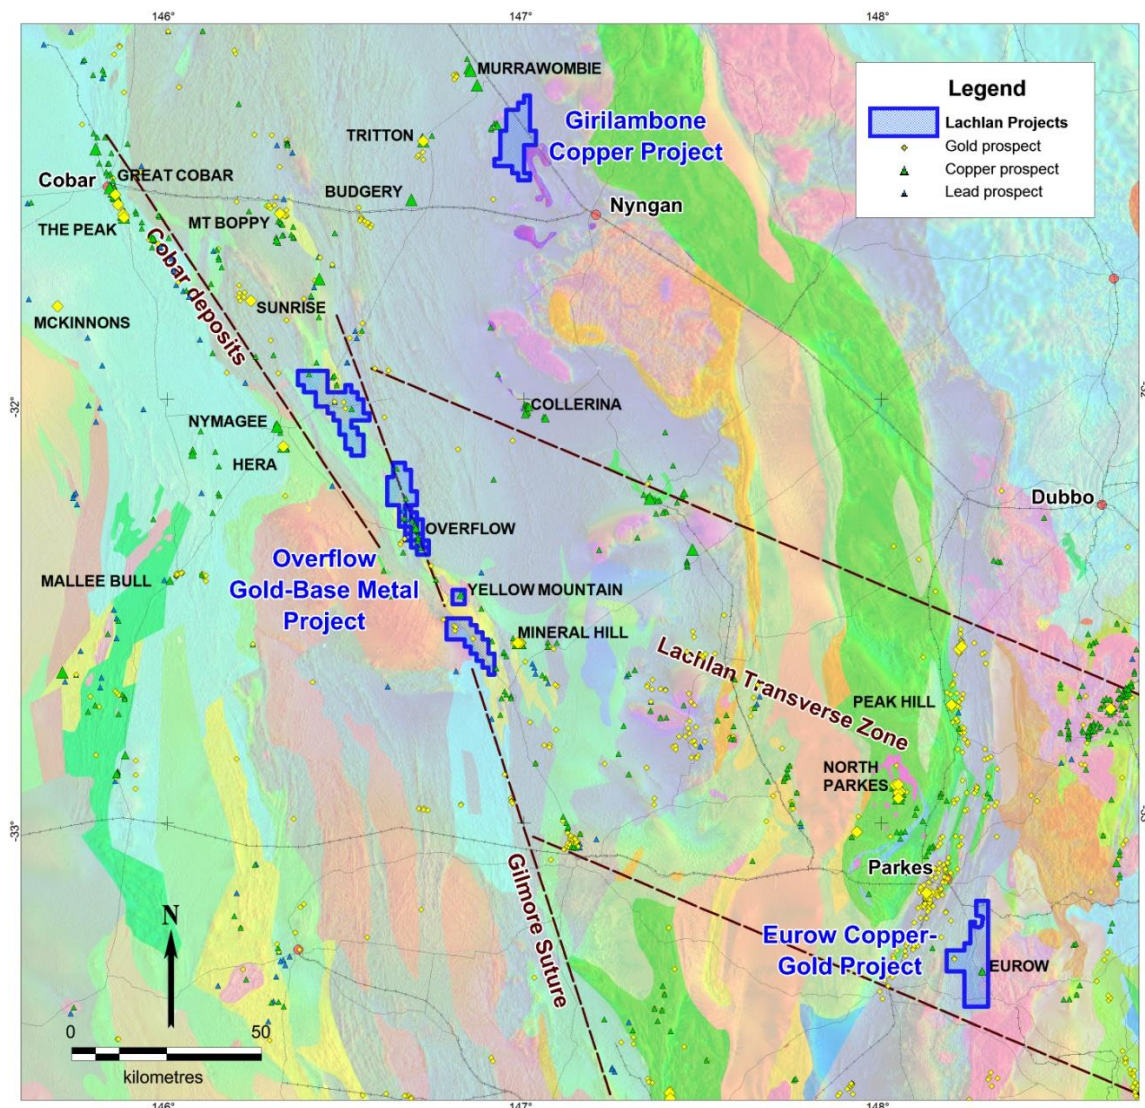 146°
147°
148°
Legend
Lachlan Projects
Gold prospect
Copper prospect
Lead prospect
MURRAWOMBIE
TRITTON
Girilambone
Copper Project
Cobar
GREAT COBAR
BUDGERY
Nyngan
THE PEAK
MT BOPPY
Cobar deposits
MCKINNONS
SUNRISE
-32°
NYMAGEE
COLLERINA
HERA
Dubbo
OVERFLOW
Overflow
Gold-Base Metal
Project
MALLEE BULL
YELLOW MOUNTAIN
MINERAL HILL
Lachlan Transverse Zone
PEAK HILL
NORTH
PARKES
-33°
Parkes
Gilmore Suture
Eurow Copper-
Gold Project
EUROW
N
0
50
kilometres
146°
147°
148°